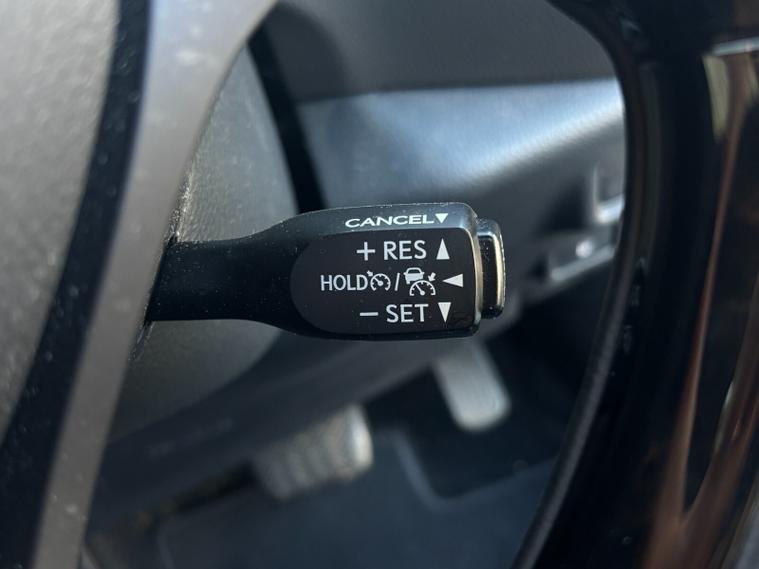 CANCEL▼
+ RES ▲
HOLD / ◀
− SET ▼